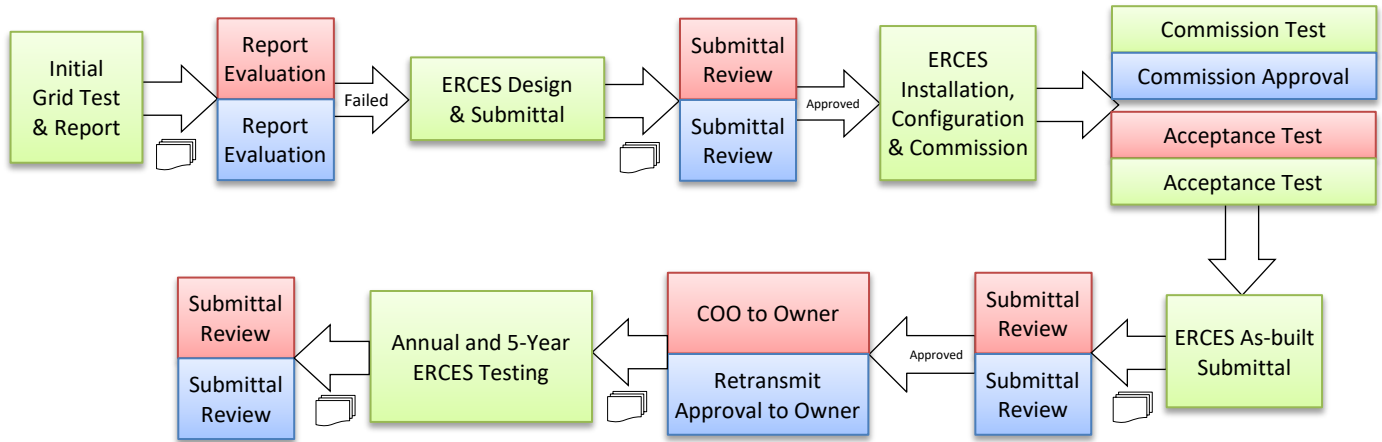 Initial
Grid Test
& Report
Report
Evaluation
Report
Evaluation
Failed
ERCES Design
& Submittal
Submittal
Review
Submittal
Review
Approved
ERCES
Installation,
Configuration
& Commission
Commission Test
Commission Approval
Acceptance Test
Acceptance Test
ERCES As-built
Submittal
Submittal
Review
Submittal
Review
Approved
COO to Owner
Retransmit
Approval to Owner
Annual and 5-Year
ERCES Testing
Submittal
Review
Submittal
Review